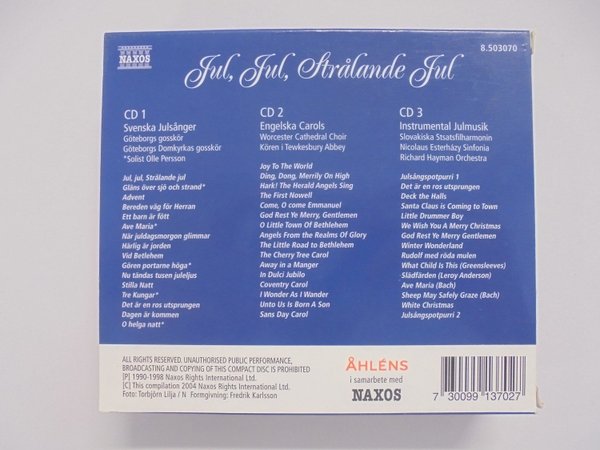 NAXOS
8.503070
Jul, Jul, Strålande Jul
CD 1
Svenska Julsånger
Göteborgs gosskör
Göteborgs Domkyrkas gosskör
*Solist Olle Persson
Jul, jul, Strålande jul
Gläns över sjö och strand*
Advent
Bereden väg för Herran
Ett barn är fött
Ave Maria*
När juldagsmorgon glimmar
Härlig är jorden
Vid Betlehem
Gören portarne höga*
Nu tändas tusen juleljus
Stilla Natt
Tre Kungar*
Det är en ros utsprungen
Dagen är kommen
O helga natt*
CD 2
Engelska Carols
Worcester Cathedral Choir
Kören i Tewkesbury Abbey
Joy To The World
Ding, Dong, Merrily On High
Hark! The Herald Angels Sing
The First Nowell
Come, O come Emmanuel
God Rest Ye Merry, Gentlemen
O Little Town Of Bethlehem
Angels From the Realms Of Glory
The Little Road to Bethlehem
The Cherry Tree Carol
Away in a Manger
In Dulci Jubilo
Coventry Carol
I Wonder As I Wander
Unto Us Is Born A Son
Sans Day Carol
CD 3
Instrumental Julmusik
Slovakiska Staatsfilharmonin
Nicolaus Esterházy Sinfonia
Richard Hayman Orchestra
Julsångspotpurri 1
Det är en ros utsprungen
Deck the Halls
Santa Claus is Coming to Town
Little Drummer Boy
We Wish You A Merry Christmas
God Rest Ye Merry, Gentlemen
Winter Wonderland
Rudolf med röda mulen
What Child Is This (Greensleeves)
Slädfärden (Leroy Anderson)
Ave Maria (Bach)
Sheep May Safely Graze (Bach)
White Christmas
Julsångspotpurri 2
ALL RIGHTS RESERVED. UNAUTHORISED PUBLIC PERFORMANCE,
BROADCASTING AND COPYING OF THIS COMPACT DISC IS PROHIBITED
[P] 1990-1998 Naxos Rights International Ltd.
[C] This compilation 2004 Naxos Rights International Ltd.
Foto: Torbjörn Lilja / N Formgivning: Fredrik Karlsson
ÅHLÉNS
i samarbete med
NAXOS
7 30099 137027